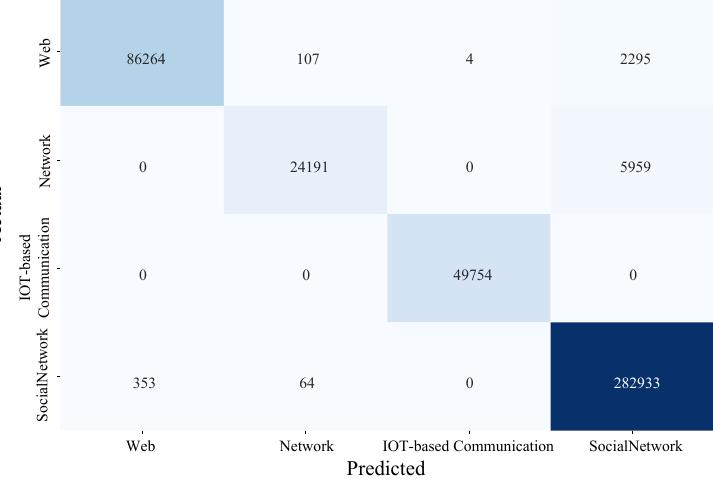 Web
86264 107 4 2295
Network
0 24191 0 5959
IOT-based
Communication
0 0 49754 0
SocialNetwork
353 64 0 282933
Web Network IOT-based Communication SocialNetwork
Predicted